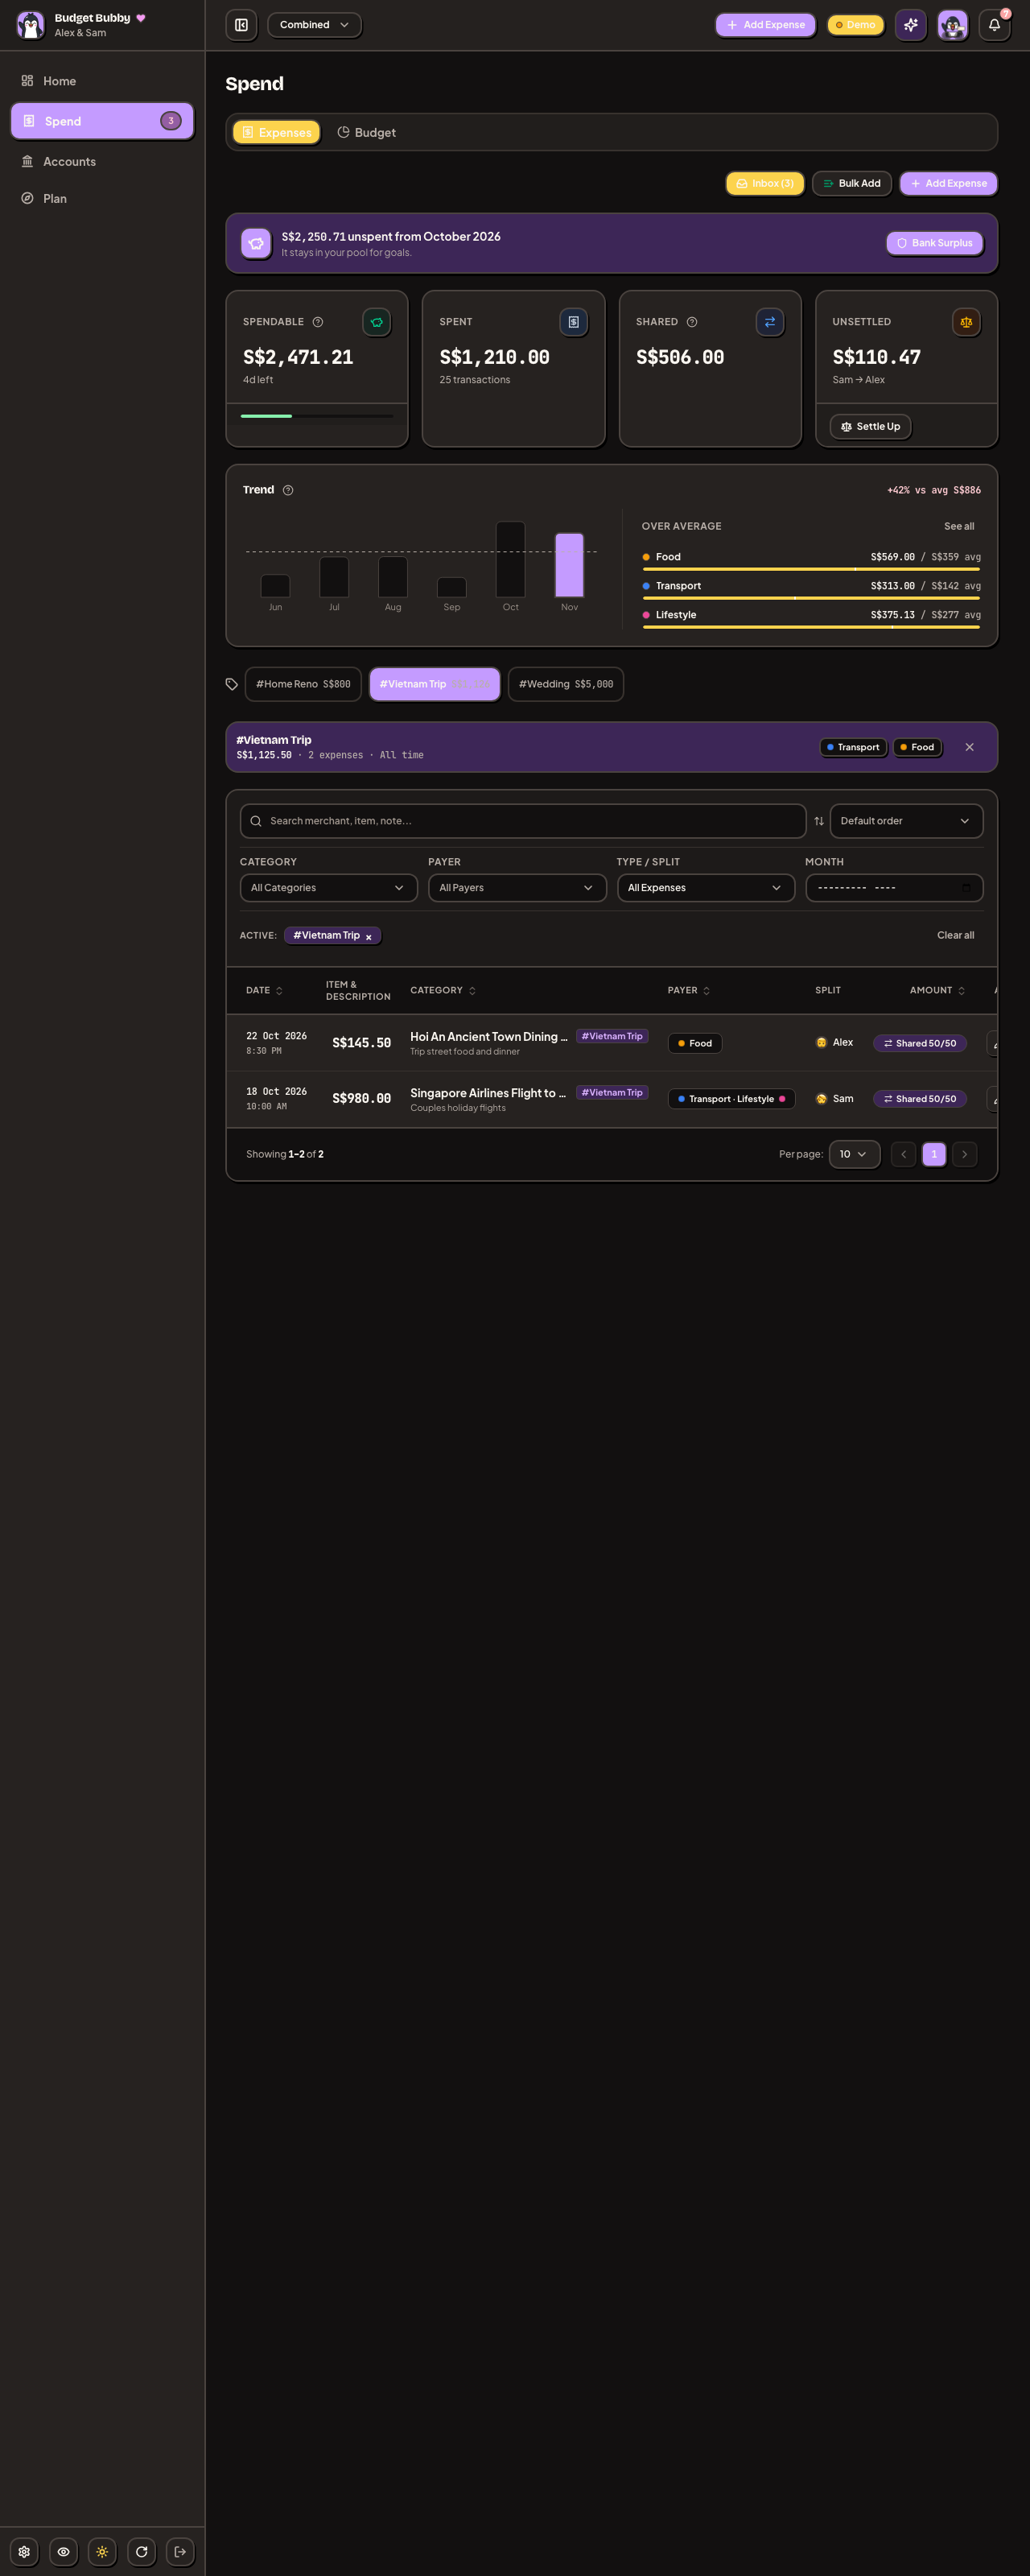 Budget Bubby
Alex & Sam
Combined
Add Expense
Demo
7
Home
Spend
3
Accounts
Plan
Spend
Expenses
Budget
Inbox (3)
Bulk Add
Add Expense
S$2,250.71 unspent from October 2026
It stays in your pool for goals.
Bank Surplus
SPENDABLE
S$2,471.21
4d left
SPENT
S$1,210.00
25 transactions
SHARED
S$506.00
UNSETTLED
S$110.47
Sam → Alex
Settle Up
Trend
+42% vs avg S$886
Jun
Jul
Aug
Sep
Oct
Nov
OVER AVERAGE
See all
Food
S$569.00 / S$359 avg
Transport
S$313.00 / S$142 avg
Lifestyle
S$375.13 / S$277 avg
#Home Reno S$800
#Vietnam Trip
#Wedding S$5,000
#Vietnam Trip
S$1,125.50 · 2 expenses · All time
Transport
Food
Search merchant, item, note...
Default order
CATEGORY
All Categories
PAYER
All Payers
TYPE / SPLIT
All Expenses
MONTH
--------- ----
ACTIVE:
#Vietnam Trip ×
Clear all
DATE
ITEM &
DESCRIPTION
CATEGORY
PAYER
SPLIT
AMOUNT
22 Oct 2026
8:30 PM
S$145.50
Hoi An Ancient Town Dining ...
Trip street food and dinner
#Vietnam Trip
Food
Alex
Shared 50/50
18 Oct 2026
10:00 AM
S$980.00
Singapore Airlines Flight to ...
Couples holiday flights
#Vietnam Trip
Transport · Lifestyle
Sam
Shared 50/50
Showing 1–2 of 2
Per page:
10
1